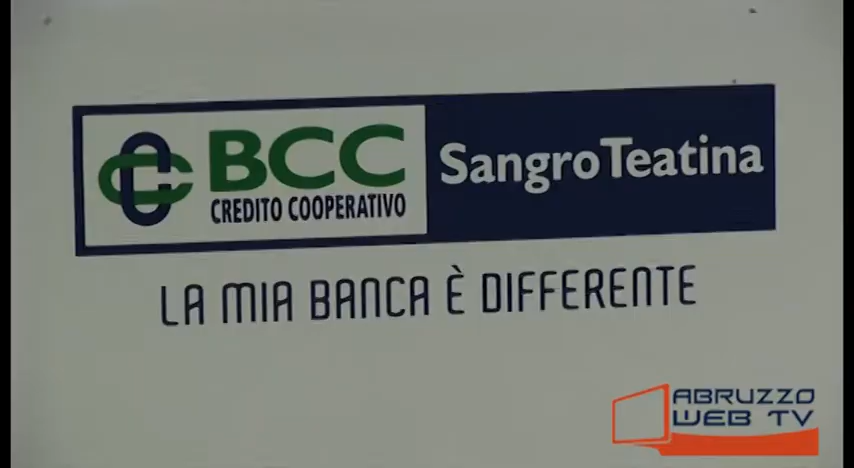 BCC
CREDITO COOPERATIVO
SangroTeatina
LA MIA BANCA È DIFFERENTE
ABRUZZO
WEB TV